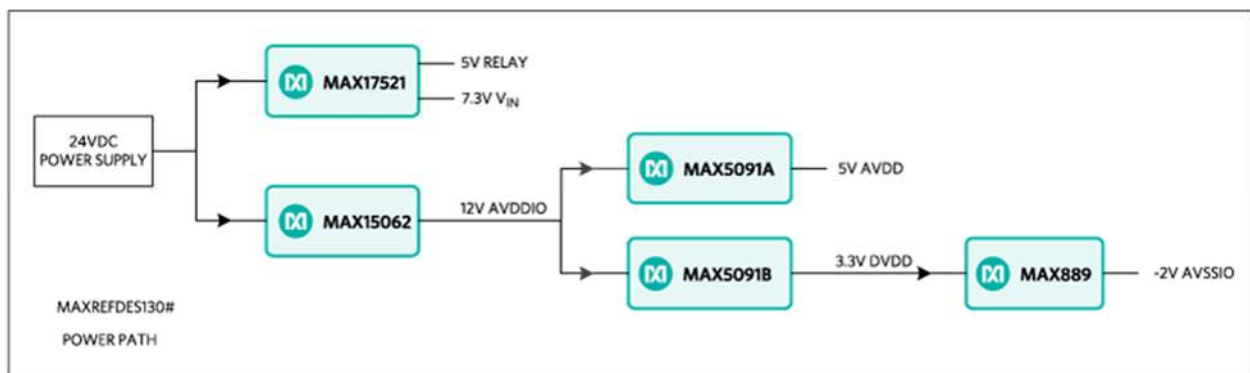 24VDC
POWER SUPPLY
MAX17521
5V RELAY
7.3V VIN
MAX15062
12V AVDDIO
MAX5091A
5V AVDD
MAX5091B
3.3V DVDD
MAX889
-2V AVSSIO
MAXREFDES130#
POWER PATH